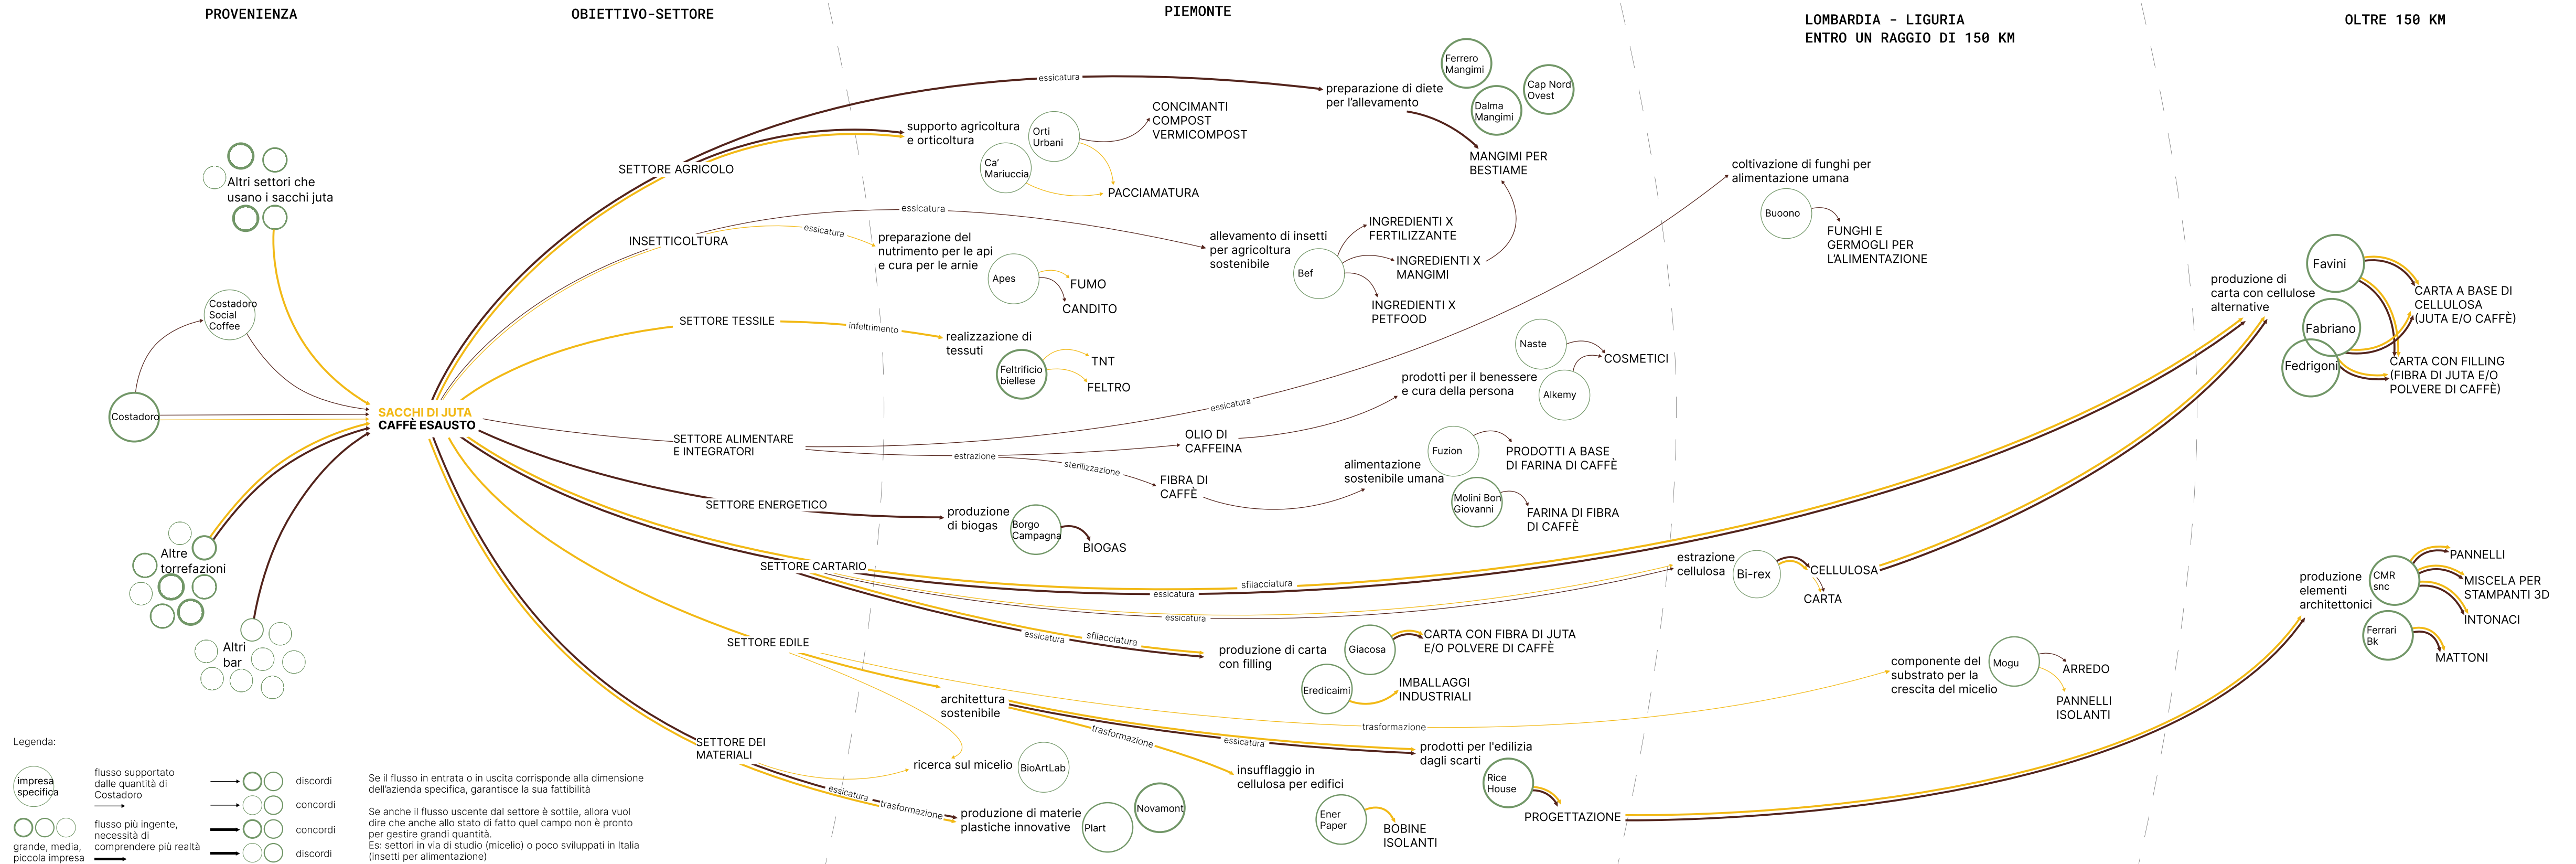 PROVENIENZA
OBIETTIVO-SETTORE
PIEMONTE
LOMBARDIA - LIGURIA
ENTRO UN RAGGIO DI 150 KM
OLTRE 150 KM
Altri settori che
usano i sacchi juta
Costadoro
Social
Coffee
Costadoro
SACCHI DI JUTA
CAFFÈ ESAUSTO
Altre
torrefazioni
Altri
bar
SETTORE AGRICOLO
INSETTICOLTURA
SETTORE TESSILE
SETTORE ALIMENTARE
E INTEGRATORI
SETTORE ENERGETICO
SETTORE CARTARIO
SETTORE EDILE
SETTORE DEI
MATERIALI
essicatura
preparazione di diete
per l'allevamento
Ferrero
Mangimi
Cap Nord
Ovest
Dalma
Mangimi
MANGIMI PER
BESTIAME
supporto agricoltura
e orticoltura
Orti
Urbani
Ca'
Mariuccia
CONCIMANTI
COMPOST
VERMICOMPOST
PACCIAMATURA
essicatura
essicatura
preparazione del
nutrimento per le api
e cura per le arnie
Apes
FUMO
CANDITO
allevamento di insetti
per agricoltura
sostenibile
Bef
INGREDIENTI X
FERTILIZZANTE
INGREDIENTI X
MANGIMI
INGREDIENTI X
PETFOOD
infeltrimento
realizzazione di
tessuti
Feltrificio
biellese
TNT
FELTRO
essicatura
coltivazione di funghi per
alimentazione umana
Buoono
FUNGHI E
GERMOGLI PER
L'ALIMENTAZIONE
estrazione
OLIO DI
CAFFEINA
prodotti per il benessere
e cura della persona
Naste
Alkemy
COSMETICI
sterilizzazione
FIBRA DI
CAFFÈ
alimentazione
sostenibile umana
Fuzion
PRODOTTI A BASE
DI FARINA DI CAFFÈ
Molini Bon
Giovanni
FARINA DI FIBRA
DI CAFFÈ
produzione
di biogas
Borgo
Campagna
BIOGAS
sfilacciatura
essicatura
essicatura
estrazione
cellulosa
Bi-rex
CELLULOSA
CARTA
produzione di
carta con cellulose
alternative
Favini
Fabriano
Fedrigoni
CARTA A BASE DI
CELLULOSA
(JUTA E/O CAFFÈ)
CARTA CON FILLING
(FIBRA DI JUTA E/O
POLVERE DI CAFFÈ)
essicatura
sfilacciatura
produzione di carta
con filling
Giacosa
CARTA CON FIBRA DI JUTA
E/O POLVERE DI CAFFÈ
Eredicaimi
IMBALLAGGI
INDUSTRIALI
architettura
sostenibile
trasformazione
componente del
substrato per la
crescita del micelio
Mogu
ARREDO
PANNELLI
ISOLANTI
trasformazione
essicatura
prodotti per l'edilizia
dagli scarti
Rice
House
PROGETTAZIONE
insufflaggio in
cellulosa per edifici
Ener
Paper
BOBINE
ISOLANTI
produzione
elementi
architettonici
CMR
snc
PANNELLI
MISCELA PER
STAMPANTI 3D
INTONACI
Ferrari
Bk
MATTONI
ricerca sul micelio
BioArtLab
essicatura
trasformazione
produzione di materie
plastiche innovative
Plart
Novamont
Legenda:
impresa
specifica
grande, media,
piccola impresa
flusso supportato
dalle quantità di
Costadoro
flusso più ingente,
necessità di
comprendere più realtà
discordi
concordi
concordi
discordi
Se il flusso in entrata o in uscita corrisponde alla dimensione
dell'azienda specifica, garantisce la sua fattibilità
Se anche il flusso uscente dal settore è sottile, allora vuol
dire che anche allo stato di fatto quel campo non è pronto
per gestire grandi quantità.
Es: settori in via di studio (micelio) o poco sviluppati in Italia
(insetti per alimentazione)